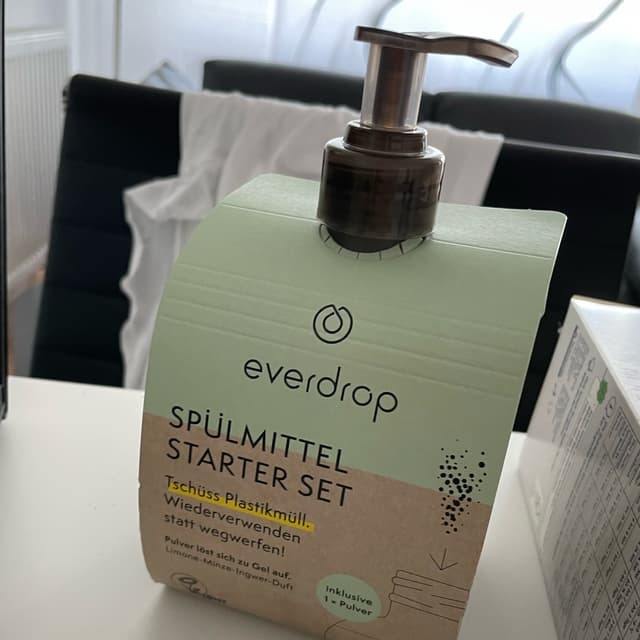 everdrop
SPÜLMITTEL
STARTER SET
Tschüss Plastikmüll.
Wiederverwenden
statt wegwerfen!
Pulver löst sich zu Gel auf.
Limone-Minze-Ingwer-Duft
Inklusive
1 × Pulver